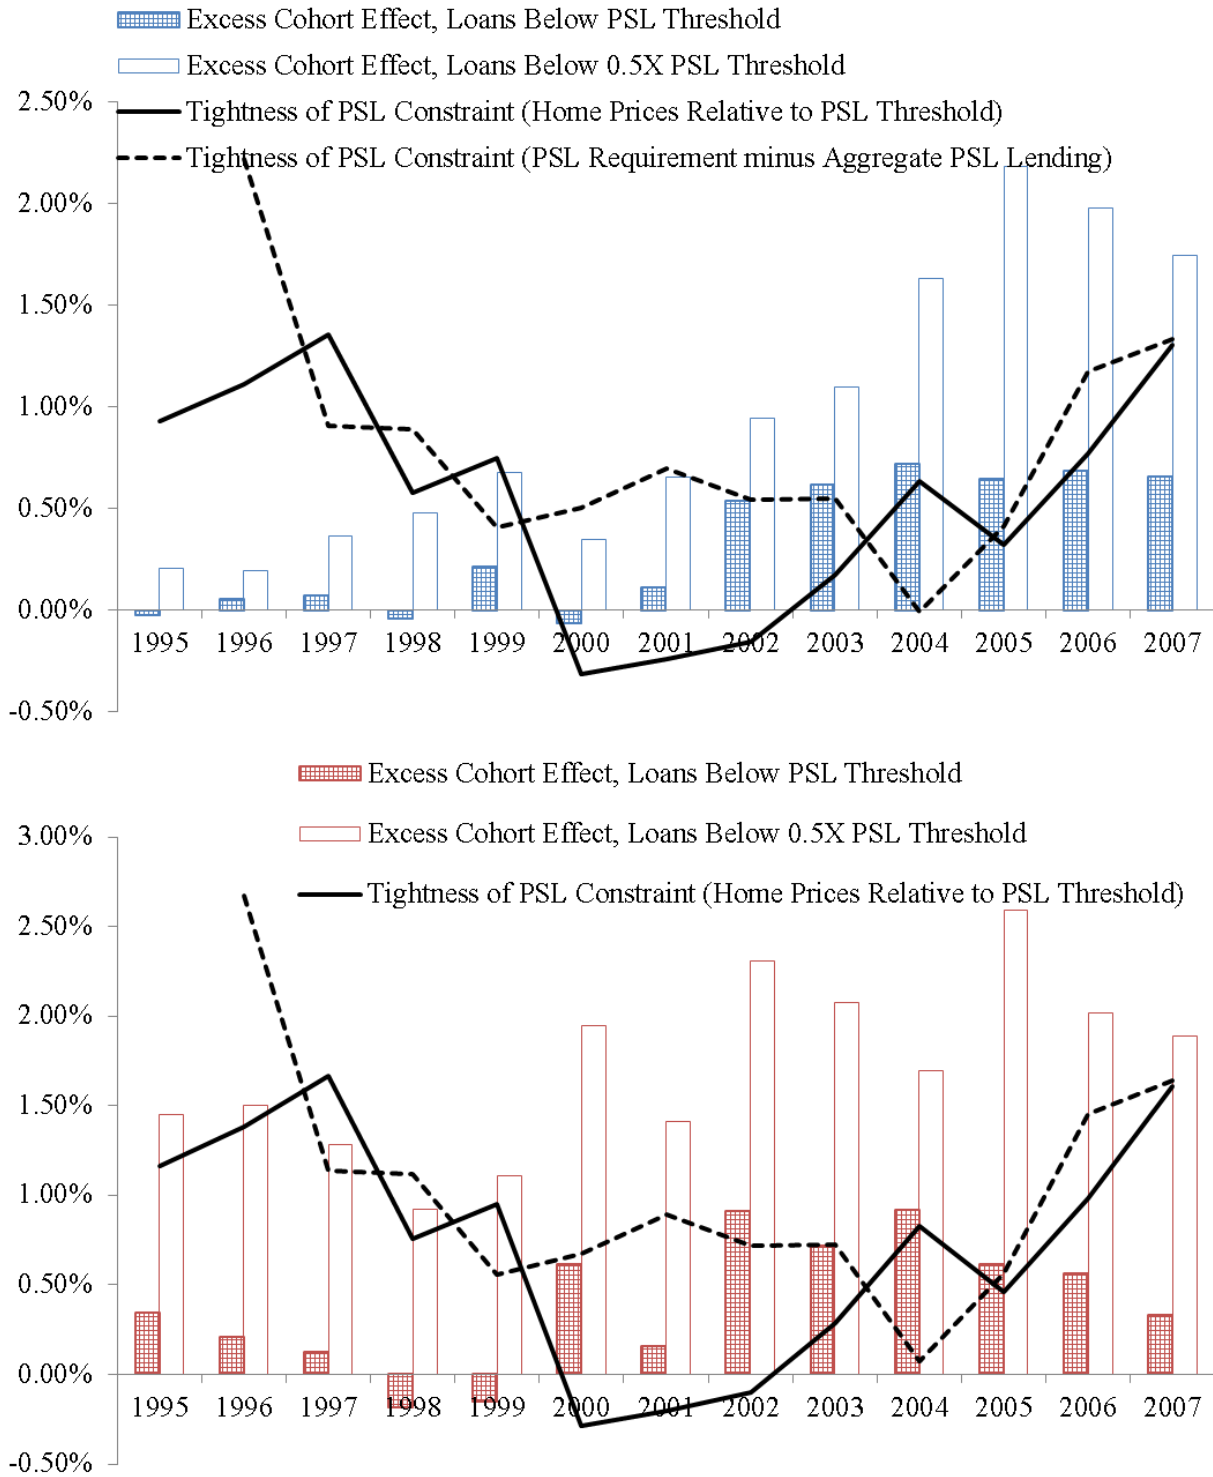 Excess Cohort Effect, Loans Below PSL Threshold
Excess Cohort Effect, Loans Below 0.5X PSL Threshold
2.50%
Tightness of PSL Constraint (Home Prices Relative to PSL Threshold)
Tightness of PSL Constraint (PSL Requirement minus Aggregate PSL Lending)
2.00%
1.50%
1.00%
0.50%
0.00%
1995 1996 1997 1998 1999 2000 2001 2002 2003 2004 2005 2006 2007
-0.50%
Excess Cohort Effect, Loans Below PSL Threshold
3.00%
Excess Cohort Effect, Loans Below 0.5X PSL Threshold
Tightness of PSL Constraint (Home Prices Relative to PSL Threshold)
2.50%
2.00%
1.50%
1.00%
0.50%
0.00%
1995 1996 1997 1998 1999 2000 2001 2002 2003 2004 2005 2006 2007
-0.50%